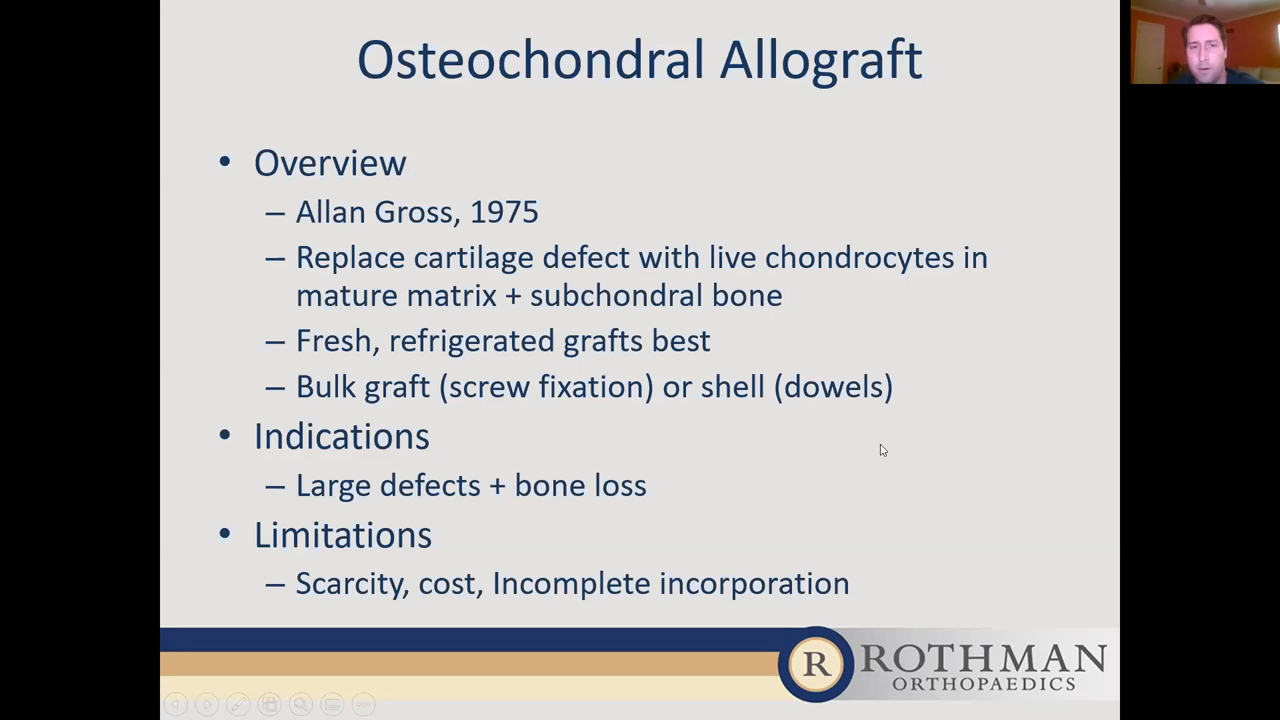 Osteochondral Allograft
• Overview
– Allan Gross, 1975
– Replace cartilage defect with live chondrocytes in
mature matrix + subchondral bone
– Fresh, refrigerated grafts best
– Bulk graft (screw fixation) or shell (dowels)
• Indications
– Large defects + bone loss
• Limitations
– Scarcity, cost, Incomplete incorporation
R ROTHMAN
ORTHOPAEDICS